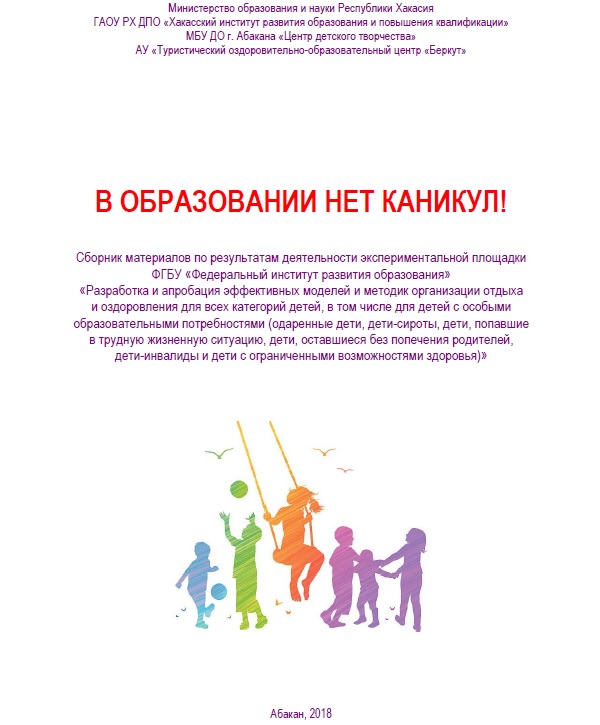 Министерство образования и науки Республики Хакасия
ГАОУ РХ ДПО «Хакасский институт развития образования и повышения квалификации»
МБУ ДО г. Абакана «Центр детского творчества»
АУ «Туристический оздоровительно-образовательный центр «Беркут»
В ОБРАЗОВАНИИ НЕТ КАНИКУЛ!
Сборник материалов по результатам деятельности экспериментальной площадки
ФГБУ «Федеральный институт развития образования»
«Разработка и апробация эффективных моделей и методик организации отдыха
и оздоровления для всех категорий детей, в том числе для детей с особыми
образовательными потребностями (одаренные дети, дети-сироты, дети, попавшие
в трудную жизненную ситуацию, дети, оставшиеся без попечения родителей,
дети-инвалиды и дети с ограниченными возможностями здоровья)»
Абакан, 2018